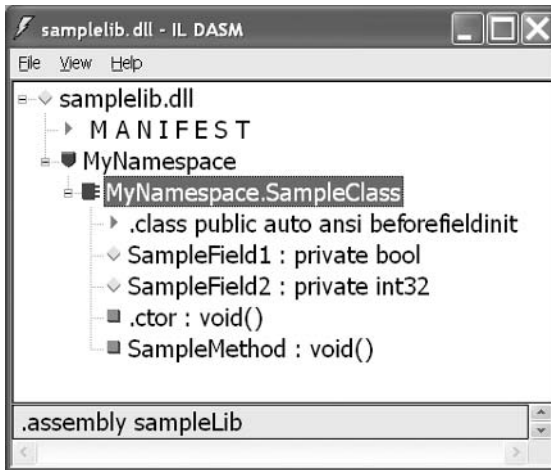 samplelib.dll - IL DASM
File View Help
samplelib.dll
M A N I F E S T
MyNamespace
MyNamespace.SampleClass
.class public auto ansi beforefieldinit
SampleField1 : private bool
SampleField2 : private int32
.ctor : void()
SampleMethod : void()
.assembly sampleLib